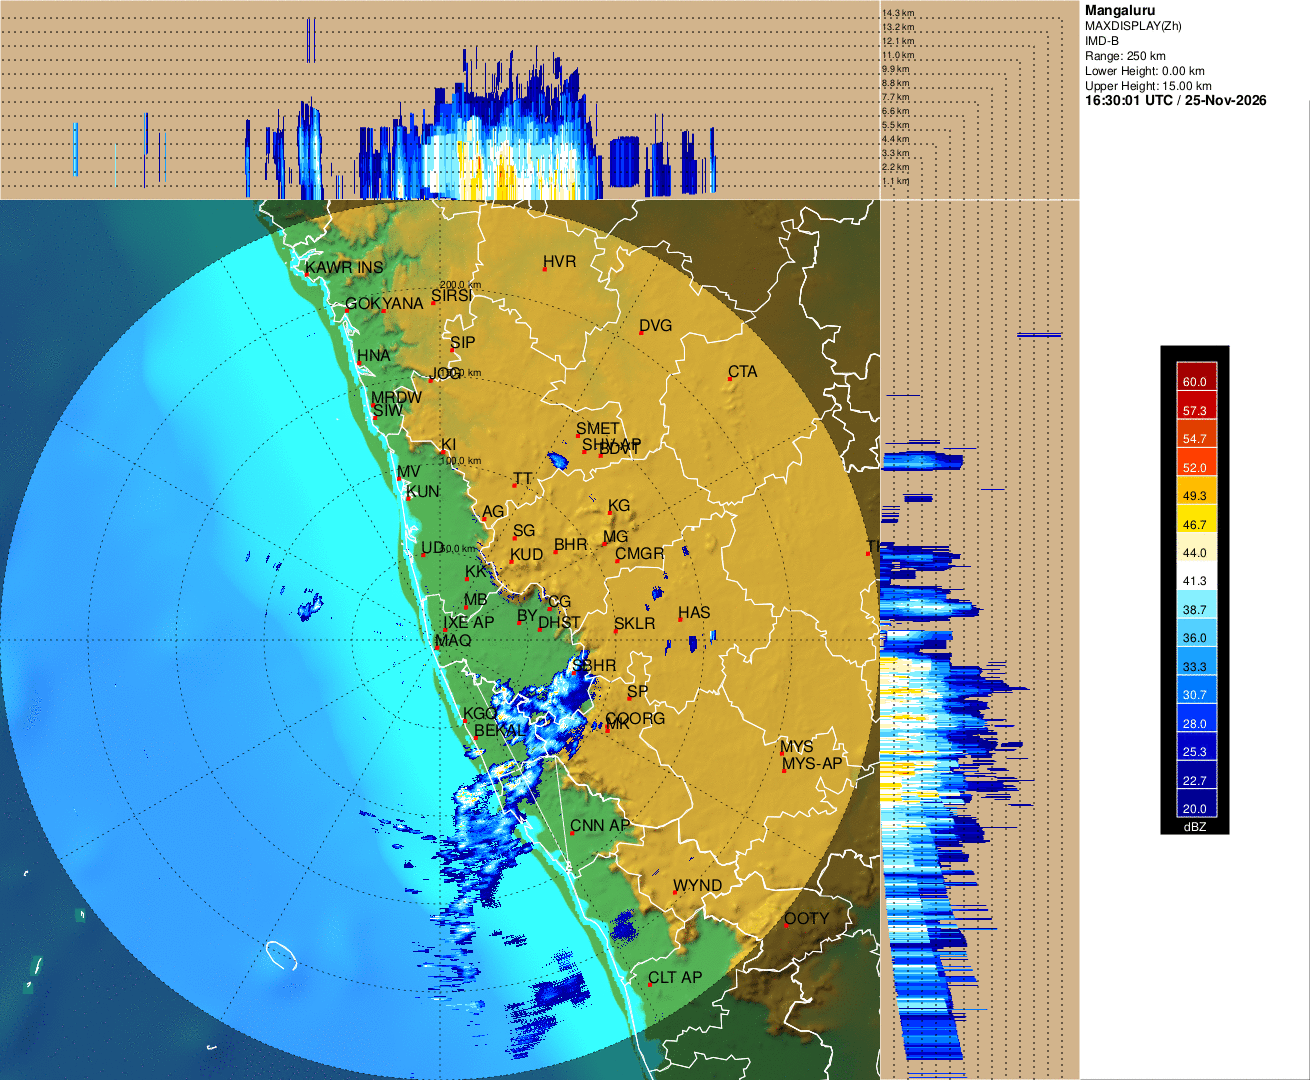 14.3 km
13.2 km
12.1 km
11.0 km
9.9 km
8.8 km
7.7 km
6.6 km
5.5 km
4.4 km
3.3 km
2.2 km
1.1 km
Mangaluru
MAXDISPLAY(Zh)
IMD-B
Range: 250 km
Lower Height: 0.00 km
Upper Height: 15.00 km
16:30:01 UTC / 25-Nov-2026
KAWR INS
HVR
200.0 km
SIRSI
GOKYANA
DVG
SIP
HNA
JOG
150.0 km
CTA
MRDW
SIW
SMET
SHV-AP
BDVT
KI
100.0 km
MV
TT
KUN
KG
AG
SG
MG
UD
50.0 km
KUD
BHR
CMGR
KK
MB
CG
BY
DHST
HAS
IXE AP
SKLR
MAQ
SBHR
SP
KGQ
COORG
MK
BEKAL
MYS
MYS-AP
CNN AP
WYND
OOTY
CLT AP
60.0
57.3
54.7
52.0
49.3
46.7
44.0
41.3
38.7
36.0
33.3
30.7
28.0
25.3
22.7
20.0
dBZ